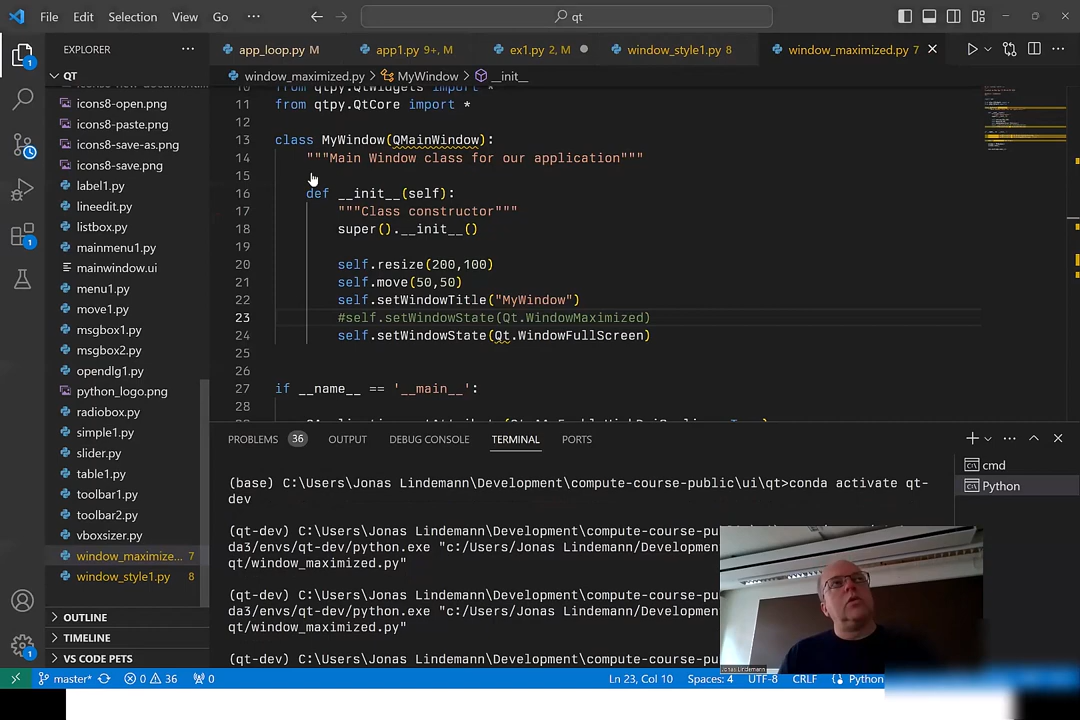 File Edit Selection View Go ··· qt
EXPLORER ···
app_loop.py M app1.py 9+, M ex1.py 2, M window_style1.py 8 window_maximized.py 7
QT
window_maximized.py > MyWindow > __init__
icons8-open.png
icons8-paste.png
icons8-save-as.png
icons8-save.png
label1.py
lineedit.py
listbox.py
mainmenu1.py
mainwindow.ui
menu1.py
move1.py
msgbox1.py
msgbox2.py
opendlg1.py
python_logo.png
radiobox.py
simple1.py
slider.py
table1.py
toolbar1.py
toolbar2.py
vboxsizer.py
window_maximize... 7
window_style1.py 8
OUTLINE
TIMELINE
VS CODE PETS
11 from qtpy.QtCore import *
12
13 class MyWindow(QMainWindow):
14 """Main Window class for our application"""
15
16 def __init__(self):
17 """Class constructor"""
18 super().__init__()
19
20 self.resize(200,100)
21 self.move(50,50)
22 self.setWindowTitle("MyWindow")
23 #self.setWindowState(Qt.WindowMaximized)
24 self.setWindowState(Qt.WindowFullScreen)
25
26
27 if __name__ == '__main__':
28
PROBLEMS 36 OUTPUT DEBUG CONSOLE TERMINAL PORTS
cmd
Python
(base) C:\Users\Jonas Lindemann\Development\compute-course-public\ui\qt>conda activate qt-
dev
(qt-dev) C:\Users\Jonas Lindemann\Development\compute-course-pu
da3/envs/qt-dev/python.exe "c:/Users/Jonas Lindemann/Developmen
qt/window_maximized.py"
(qt-dev) C:\Users\Jonas Lindemann\Development\compute-course-pu
da3/envs/qt-dev/python.exe "c:/Users/Jonas Lindemann/Developmen
qt/window_maximized.py"
(qt-dev) C:\Users\Jonas Lindemann\Development\compute-course-pu
Jonas Lindemann
master* 0 36 0 Ln 23, Col 10 Spaces: 4 UTF-8 CRLF Python